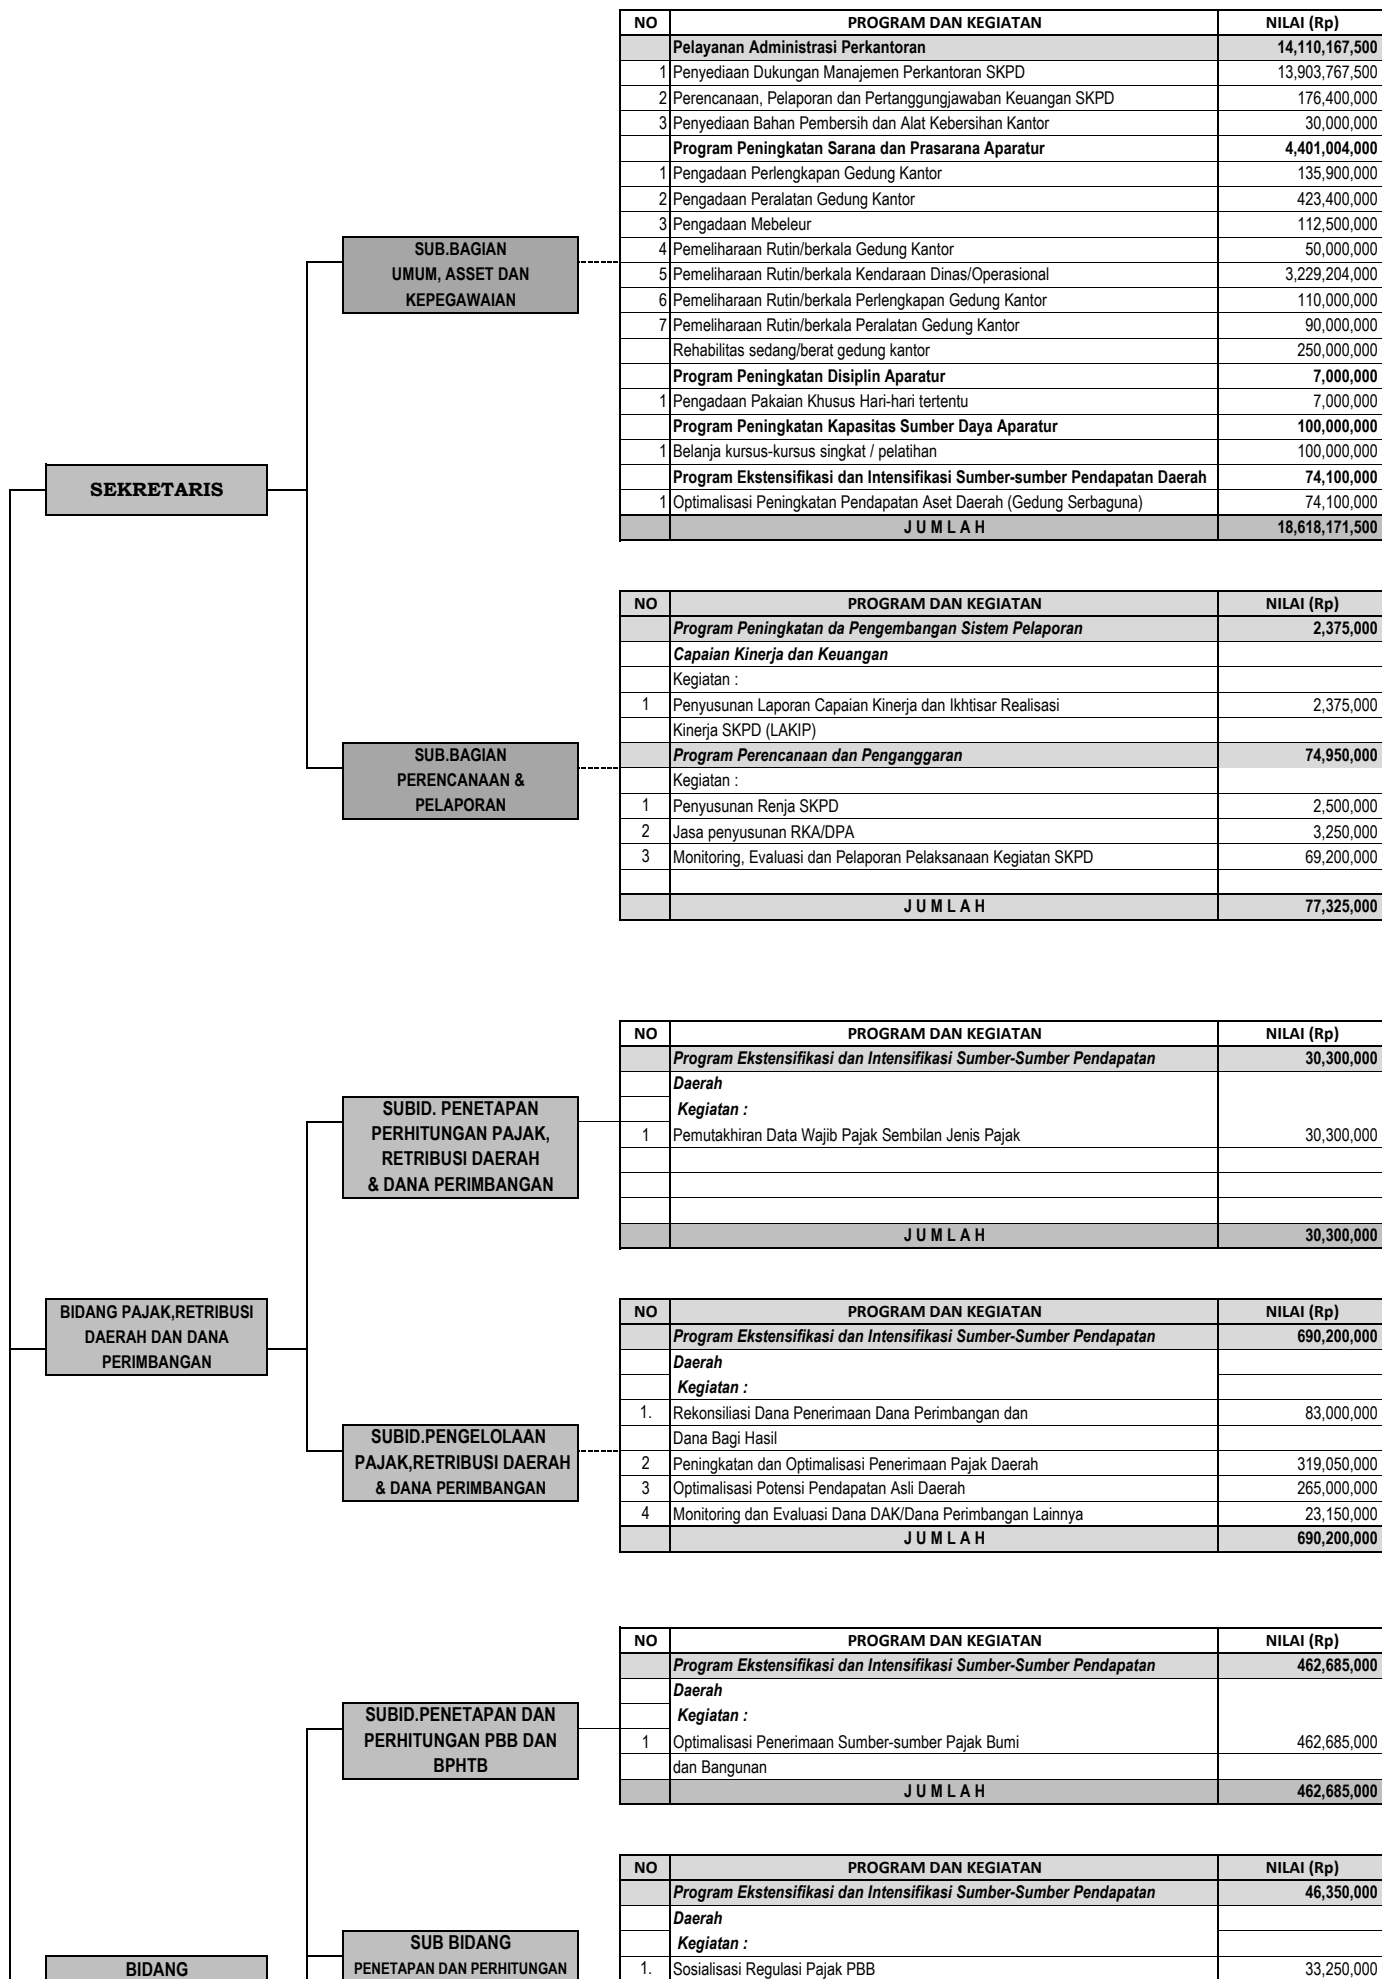 NO PROGRAM DAN KEGIATAN NILAI (Rp)
Pelayanan Administrasi Perkantoran 14,110,167,500
1 Penyediaan Dukungan Manajemen Perkantoran SKPD 13,903,767,500
2 Perencanaan, Pelaporan dan Pertanggungjawaban Keuangan SKPD 176,400,000
3 Penyediaan Bahan Pembersih dan Alat Kebersihan Kantor 30,000,000
Program Peningkatan Sarana dan Prasarana Aparatur 4,401,004,000
1 Pengadaan Perlengkapan Gedung Kantor 135,900,000
2 Pengadaan Peralatan Gedung Kantor 423,400,000
3 Pengadaan Mebeleur 112,500,000
4 Pemeliharaan Rutin/berkala Gedung Kantor 50,000,000
5 Pemeliharaan Rutin/berkala Kendaraan Dinas/Operasional 3,229,204,000
6 Pemeliharaan Rutin/berkala Perlengkapan Gedung Kantor 110,000,000
7 Pemeliharaan Rutin/berkala Peralatan Gedung Kantor 90,000,000
Rehabilitas sedang/berat gedung kantor 250,000,000
Program Peningkatan Disiplin Aparatur 7,000,000
1 Pengadaan Pakaian Khusus Hari-hari tertentu 7,000,000
Program Peningkatan Kapasitas Sumber Daya Aparatur 100,000,000
1 Belanja kursus-kursus singkat / pelatihan 100,000,000
Program Ekstensifikasi dan Intensifikasi Sumber-sumber Pendapatan Daerah 74,100,000
1 Optimalisasi Peningkatan Pendapatan Aset Daerah (Gedung Serbaguna) 74,100,000
J U M L A H 18,618,171,500
SUB.BAGIAN
UMUM, ASSET DAN
KEPEGAWAIAN
SEKRETARIS
NO PROGRAM DAN KEGIATAN NILAI (Rp)
Program Peningkatan da Pengembangan Sistem Pelaporan 2,375,000
Capaian Kinerja dan Keuangan
Kegiatan :
1 Penyusunan Laporan Capaian Kinerja dan Ikhtisar Realisasi 2,375,000
Kinerja SKPD (LAKIP)
Program Perencanaan dan Penganggaran 74,950,000
Kegiatan :
1 Penyusunan Renja SKPD 2,500,000
2 Jasa penyusunan RKA/DPA 3,250,000
3 Monitoring, Evaluasi dan Pelaporan Pelaksanaan Kegiatan SKPD 69,200,000
J U M L A H 77,325,000
SUB.BAGIAN
PERENCANAAN &
PELAPORAN
NO PROGRAM DAN KEGIATAN NILAI (Rp)
Program Ekstensifikasi dan Intensifikasi Sumber-Sumber Pendapatan 30,300,000
Daerah
Kegiatan :
1 Pemutakhiran Data Wajib Pajak Sembilan Jenis Pajak 30,300,000
J U M L A H 30,300,000
SUBID. PENETAPAN
PERHITUNGAN PAJAK,
RETRIBUSI DAERAH
& DANA PERIMBANGAN
BIDANG PAJAK,RETRIBUSI
DAERAH DAN DANA
PERIMBANGAN
NO PROGRAM DAN KEGIATAN NILAI (Rp)
Program Ekstensifikasi dan Intensifikasi Sumber-Sumber Pendapatan 690,200,000
Daerah
Kegiatan :
1. Rekonsiliasi Dana Penerimaan Dana Perimbangan dan 83,000,000
Dana Bagi Hasil
2 Peningkatan dan Optimalisasi Penerimaan Pajak Daerah 319,050,000
3 Optimalisasi Potensi Pendapatan Asli Daerah 265,000,000
4 Monitoring dan Evaluasi Dana DAK/Dana Perimbangan Lainnya 23,150,000
J U M L A H 690,200,000
SUBID.PENGELOLAAN
PAJAK,RETRIBUSI DAERAH
& DANA PERIMBANGAN
NO PROGRAM DAN KEGIATAN NILAI (Rp)
Program Ekstensifikasi dan Intensifikasi Sumber-Sumber Pendapatan 462,685,000
Daerah
Kegiatan :
1 Optimalisasi Penerimaan Sumber-sumber Pajak Bumi 462,685,000
dan Bangunan
J U M L A H 462,685,000
SUBID.PENETAPAN DAN
PERHITUNGAN PBB DAN
BPHTB
NO PROGRAM DAN KEGIATAN NILAI (Rp)
Program Ekstensifikasi dan Intensifikasi Sumber-Sumber Pendapatan 46,350,000
Daerah
Kegiatan :
1. Sosialisasi Regulasi Pajak PBB 33,250,000
SUB BIDANG
PENETAPAN DAN PERHITUNGAN
BIDANG